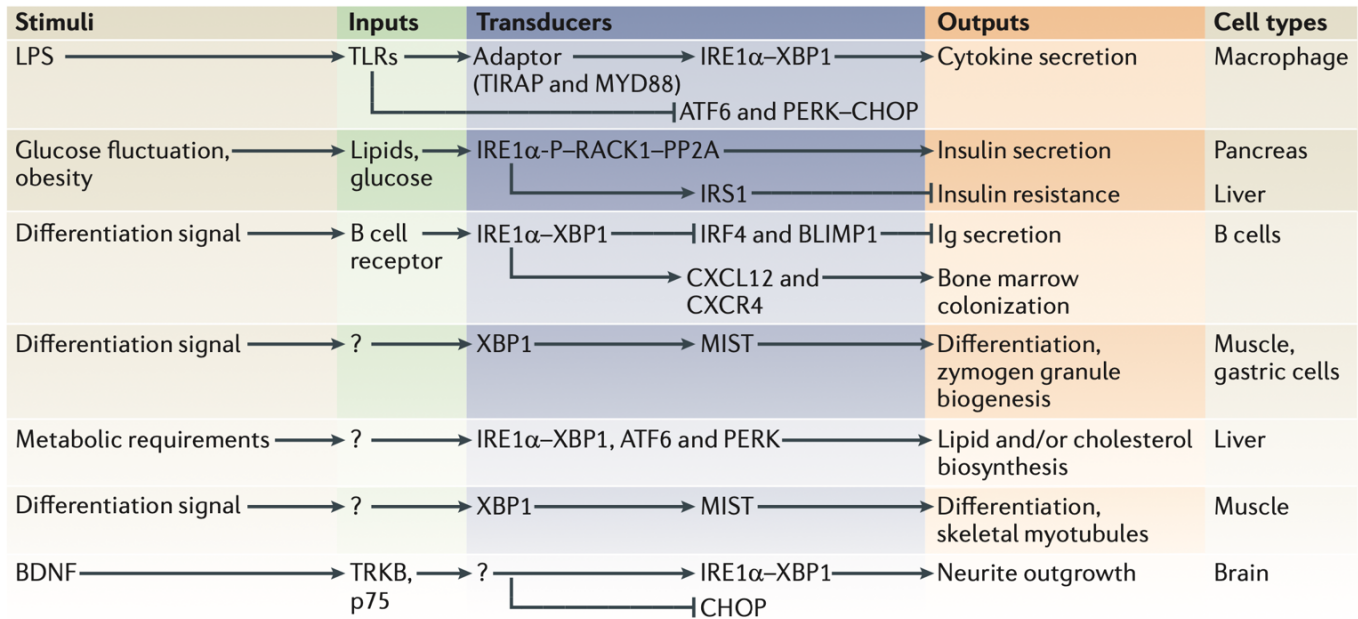 Stimuli Inputs Transducers Outputs Cell types
LPS TLRs Adaptor IRE1α–XBP1 Cytokine secretion Macrophage
(TIRAP and MYD88)
ATF6 and PERK–CHOP
Glucose fluctuation, Lipids, IRE1α-P–RACK1–PP2A Insulin secretion Pancreas
obesity glucose
IRS1 Insulin resistance Liver
Differentiation signal B cell IRE1α–XBP1 IRF4 and BLIMP1 Ig secretion B cells
receptor
CXCL12 and Bone marrow
CXCR4 colonization
Differentiation signal ? XBP1 MIST Differentiation, Muscle,
zymogen granule gastric cells
biogenesis
Metabolic requirements ? IRE1α–XBP1, ATF6 and PERK Lipid and/or cholesterol Liver
biosynthesis
Differentiation signal ? XBP1 MIST Differentiation, Muscle
skeletal myotubules
BDNF TRKB, ? IRE1α–XBP1 Neurite outgrowth Brain
p75 CHOP